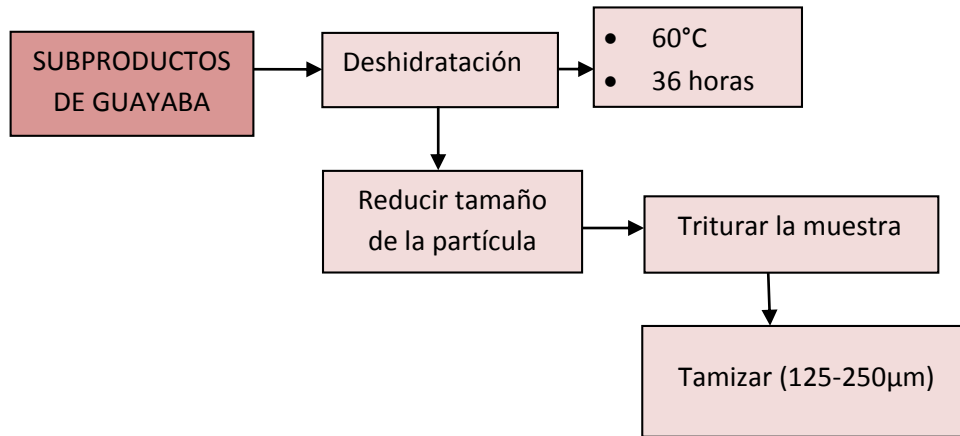 SUBPRODUCTOS
DE GUAYABA
Deshidratación
• 60°C
• 36 horas
Reducir tamaño
de la partícula
Triturar la muestra
Tamizar (125-250µm)